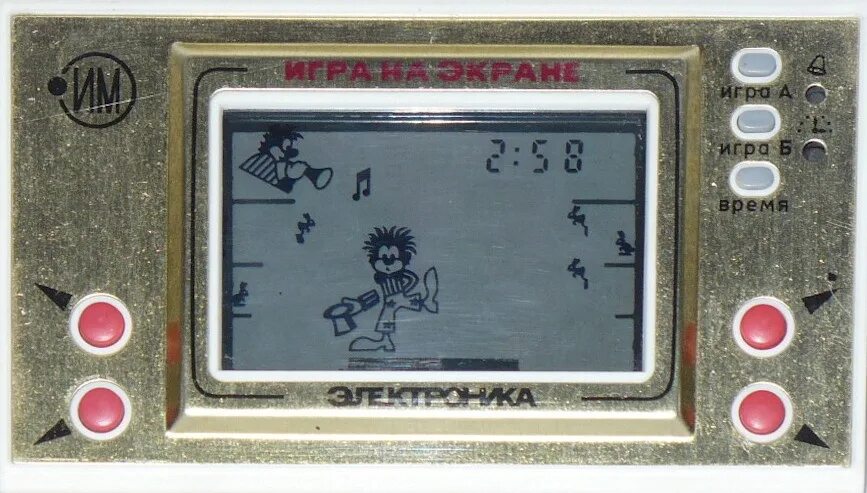 ИМ
ИГРА НА ЭКРАНЕ
игра А
2:58
игра Б
время
ЭЛЕКТРОНИКА